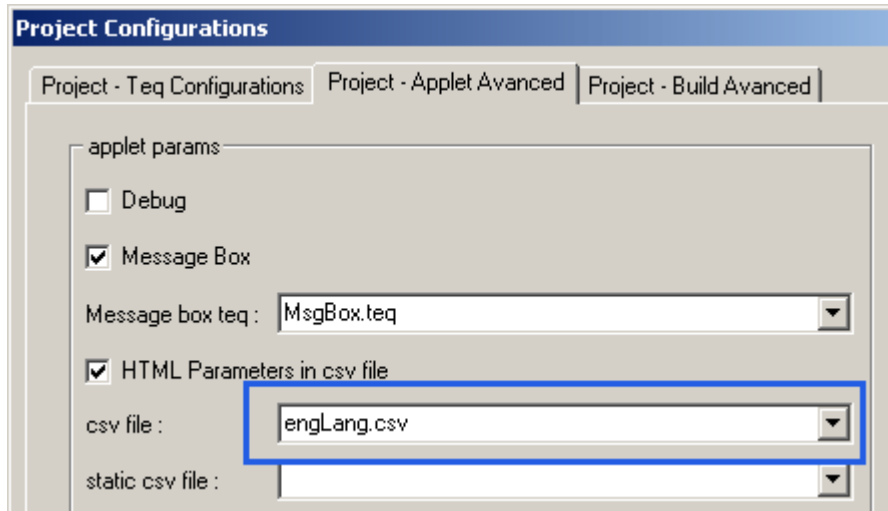 Project Configurations
Project - Teq Configurations Project - Applet Avanced Project - Build Avanced
applet params
Debug
Message Box
Message box teq : MsgBox.teq
HTML Parameters in csv file
csv file : engLang.csv
static csv file :